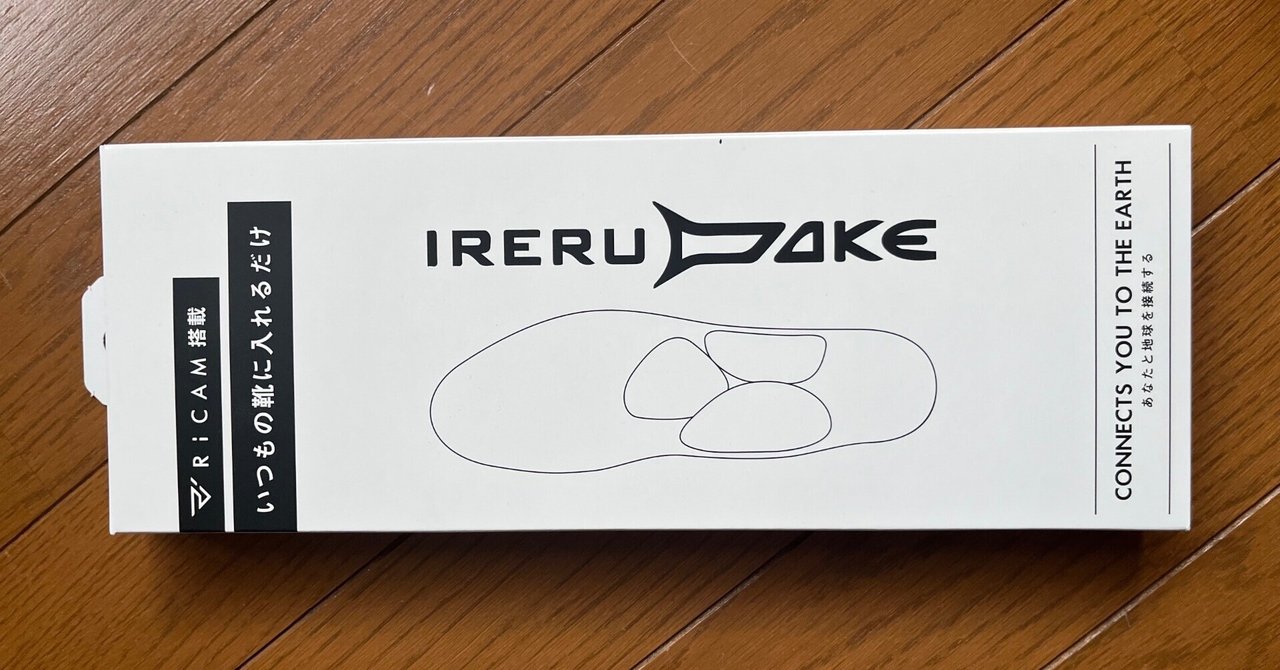 RiCAM 搭載
いつもの靴に入れるだけ
IRERUDAKE
CONNECTS YOU TO THE EARTH
あなたと地球を接続する